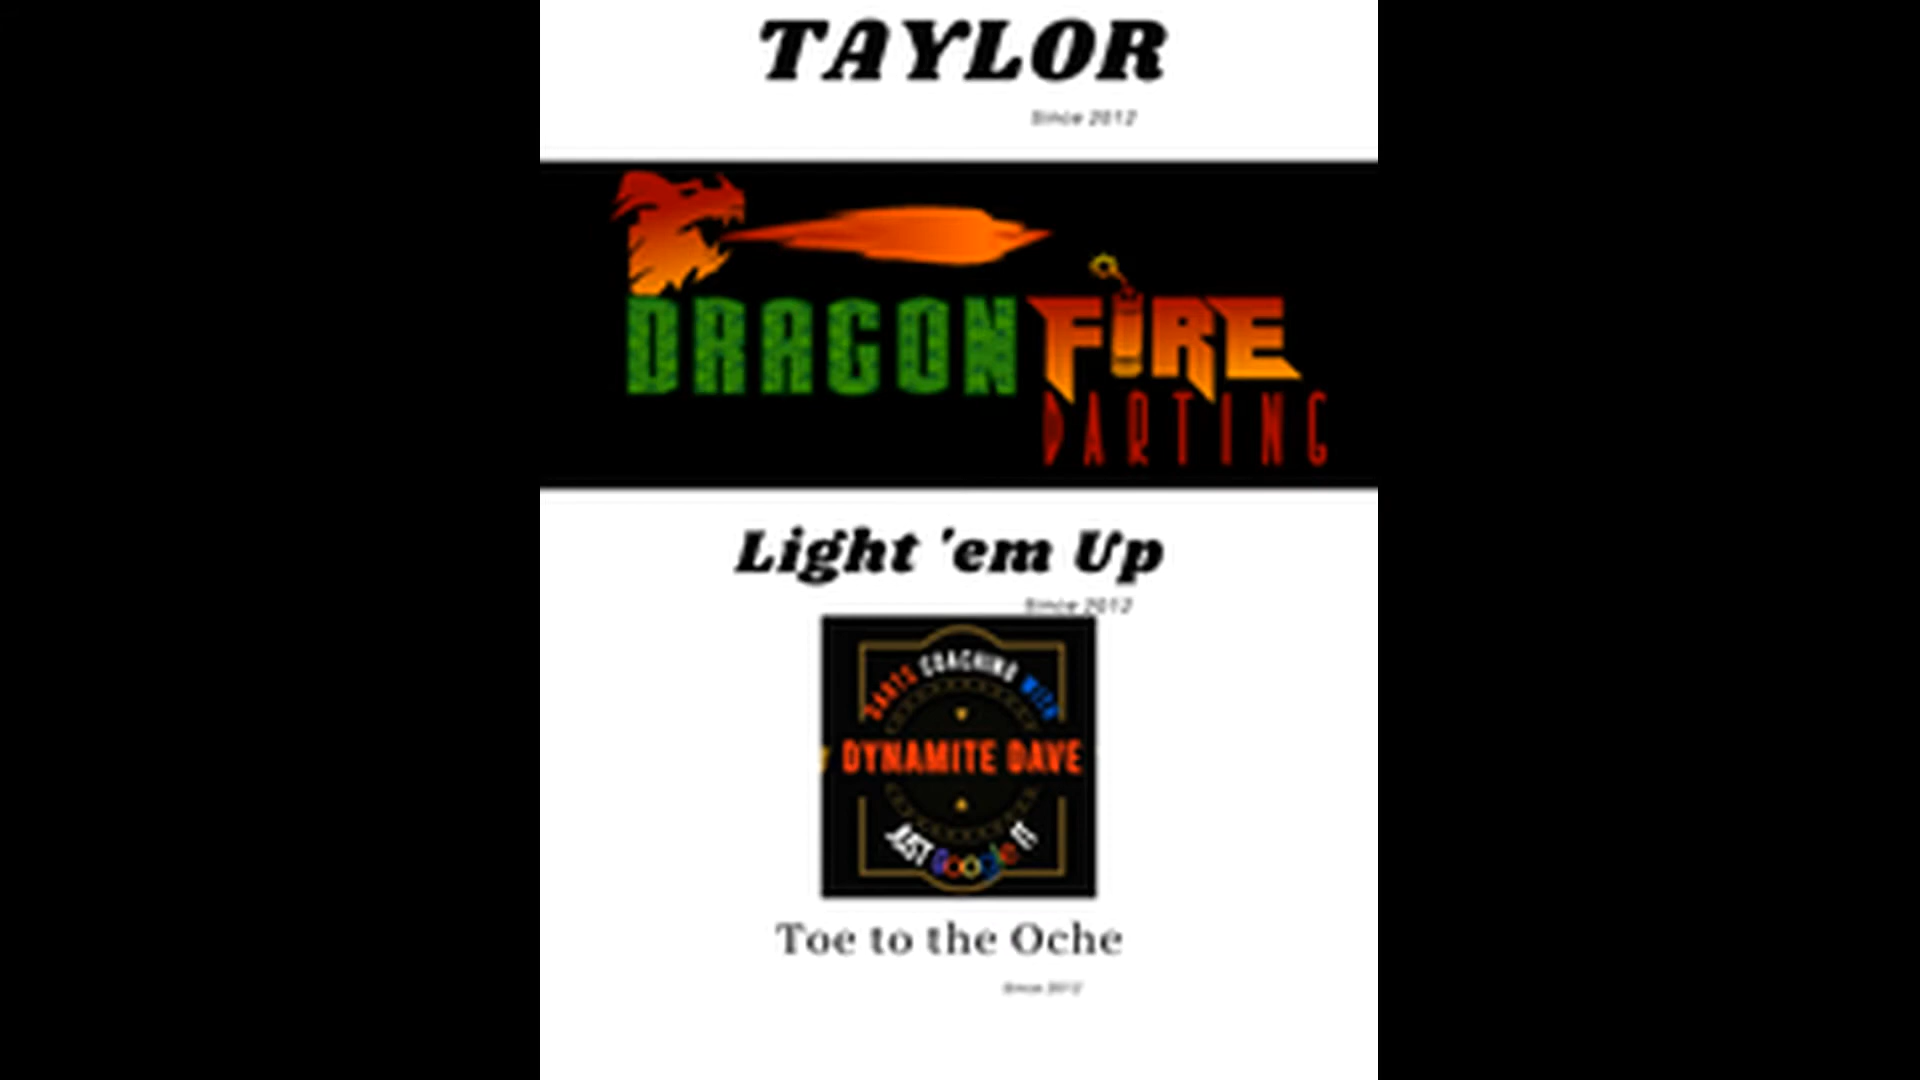 TAYLOR
Since 2012
DRAGON FIRE
DARTING
Light 'em Up
Since 2012
DARTS COACHING WITH
DYNAMITE DAVE
JUST Google IT
Toe to the Oche
Since 2012